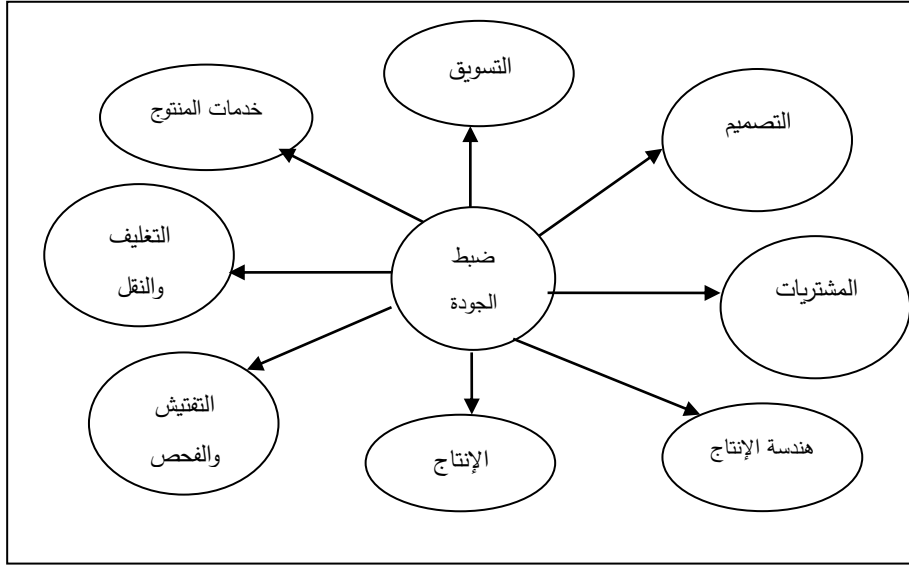 التسويق
التصميم
خدمات المنتوج
ضبط
الجودة
التغليف
والنقل
المشتريات
التفتيش
والفحص
الإنتاج
هندسة الإنتاج